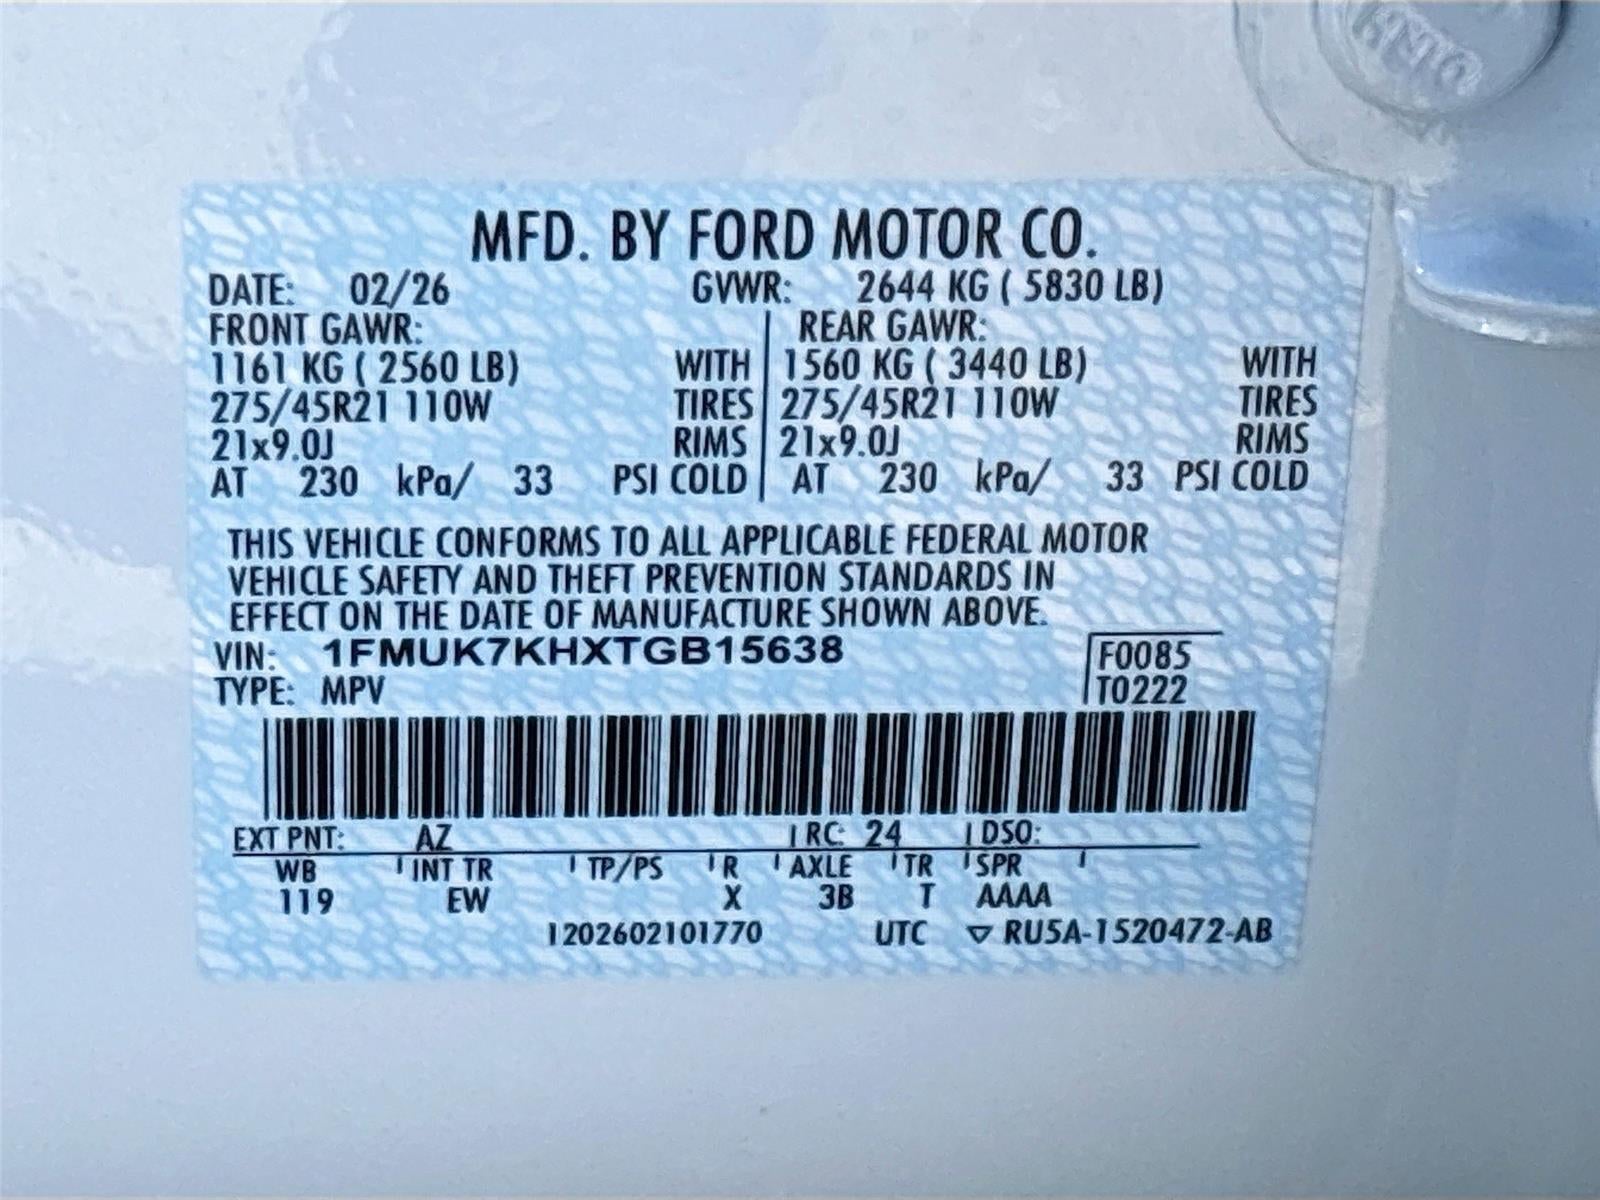 MFD. BY FORD MOTOR CO.
DATE: 02/26 GVWR: 2644 KG ( 5830 LB)
FRONT GAWR: REAR GAWR:
1161 KG ( 2560 LB) WITH 1560 KG ( 3440 LB) WITH
275/45R21 110W TIRES 275/45R21 110W TIRES
21x9.0J RIMS 21x9.0J RIMS
AT 230 kPa/ 33 PSI COLD AT 230 kPa/ 33 PSI COLD
THIS VEHICLE CONFORMS TO ALL APPLICABLE FEDERAL MOTOR
VEHICLE SAFETY AND THEFT PREVENTION STANDARDS IN
EFFECT ON THE DATE OF MANUFACTURE SHOWN ABOVE.
VIN: 1FMUK7KHXTGB15638 F0085
TYPE: MPV T0222
EXT PNT: AZ RC: 24 DSO:
WB INT TR TP/PS R AXLE TR SPR
119 EW X 3B T AAAA
1202602101770 UTC ▽ RU5A-1520472-AB